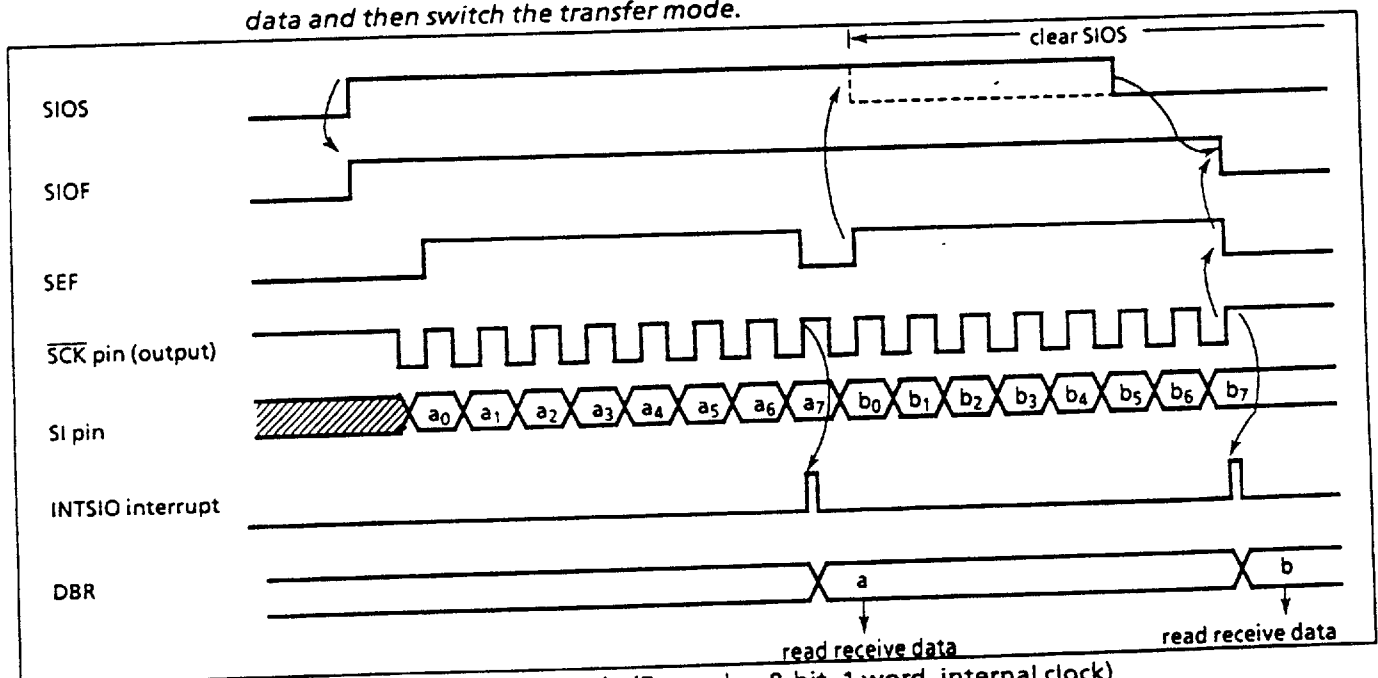 data and then switch the transfer mode.
clear SIOS
SIOS
SIOF
SEF
SCK pin (output)
SI pin
a0 a1 a2 a3 a4 a5 a6 a7 b0 b1 b2 b3 b4 b5 b6 b7
INTSIO interrupt
DBR
a
b
read receive data
read receive data
8-bit, 1 word, internal clock)